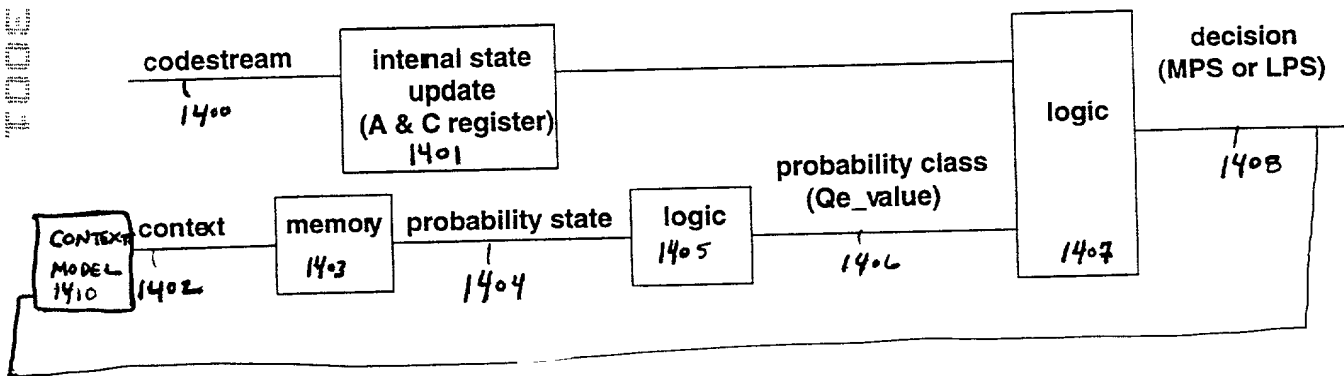 codestream
1400
internal state
update
(A & C register)
1401
logic
1407
decision
(MPS or LPS)
1408
CONTEXT
MODEL
1410
context
1402
memory
1403
probability state
1404
logic
1405
probability class
(Qe_value)
1406